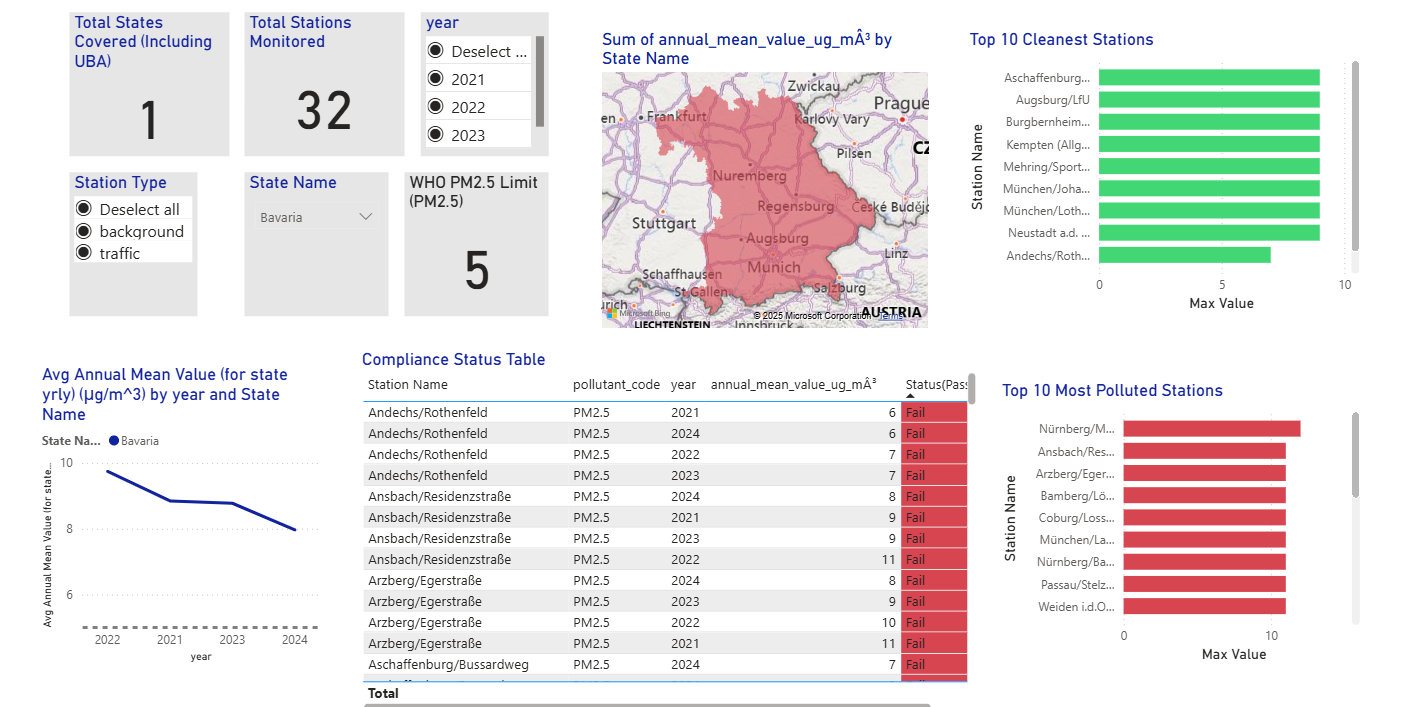 Total States
Covered (Including
UBA)
1
Total Stations
Monitored
32
year
Deselect ...
2021
2022
2023
Station Type
Deselect all
background
traffic
State Name
Bavaria
WHO PM2.5 Limit
(PM2.5)
5
Sum of annual_mean_value_ug_mÂ³ by
State Name
Zwickau
Prague
Frankfurt
Karlovy Vary
en
Pilsen
CZ
Nuremberg
Regensburg
České Budějo
Stuttgart
Augsburg
Linz
Munich
Schaffhausen
Salzburg
St.Gallen
urich
Microsoft Bing
© 2025 Microsoft Corporation
Terms
AUSTRIA
LIECHTENSTEIN
Innsbruck
Top 10 Cleanest Stations
Station Name
Aschaffenburg...
Augsburg/LfU
Burgbernheim...
Kempten (Allg...
Mehring/Sport...
München/Joha...
München/Loth...
Neustadt a.d. ...
Andechs/Roth...
0 5 10
Max Value
Avg Annual Mean Value (for state
yrly) (µg/m^3) by year and State
Name
State Na... Bavaria
Avg Annual Mean Value (for state...
10
8
6
2022 2021 2023 2024
year
Compliance Status Table
Station Name pollutant_code year annual_mean_value_ug_mÂ³ Status(Pass
Andechs/Rothenfeld PM2.5 2021 6 Fail
Andechs/Rothenfeld PM2.5 2024 6 Fail
Andechs/Rothenfeld PM2.5 2022 7 Fail
Andechs/Rothenfeld PM2.5 2023 7 Fail
Ansbach/Residenzstraße PM2.5 2024 8 Fail
Ansbach/Residenzstraße PM2.5 2021 9 Fail
Ansbach/Residenzstraße PM2.5 2023 9 Fail
Ansbach/Residenzstraße PM2.5 2022 11 Fail
Arzberg/Egerstraße PM2.5 2024 8 Fail
Arzberg/Egerstraße PM2.5 2023 9 Fail
Arzberg/Egerstraße PM2.5 2022 10 Fail
Arzberg/Egerstraße PM2.5 2021 11 Fail
Aschaffenburg/Bussardweg PM2.5 2024 7 Fail
Total
Top 10 Most Polluted Stations
Station Name
Nürnberg/M...
Ansbach/Res...
Arzberg/Eger...
Bamberg/Lö...
Coburg/Loss...
München/La...
Nürnberg/Ba...
Passau/Stelz...
Weiden i.d.O...
0 10
Max Value